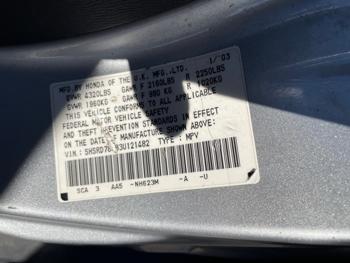 MFD BY HONDA OF THE U.K. MFG.,LTD. 1/'03
GVWR 4320LBS GAWR F 2160LBS R 2250LBS
GVWR 1960KG GAWR F 980 KG R 1020KG
THIS VEHICLE CONFORMS TO ALL APPLICABLE
FEDERAL MOTOR VEHICLE SAFETY
AND THEFT PREVENTION STANDARDS IN EFFECT
ON THE DATE OF MANUFACTURE SHOWN ABOVE.
V.I.N.: TYPE : MPV
SCA 3 AA5 -NH623M -A -U